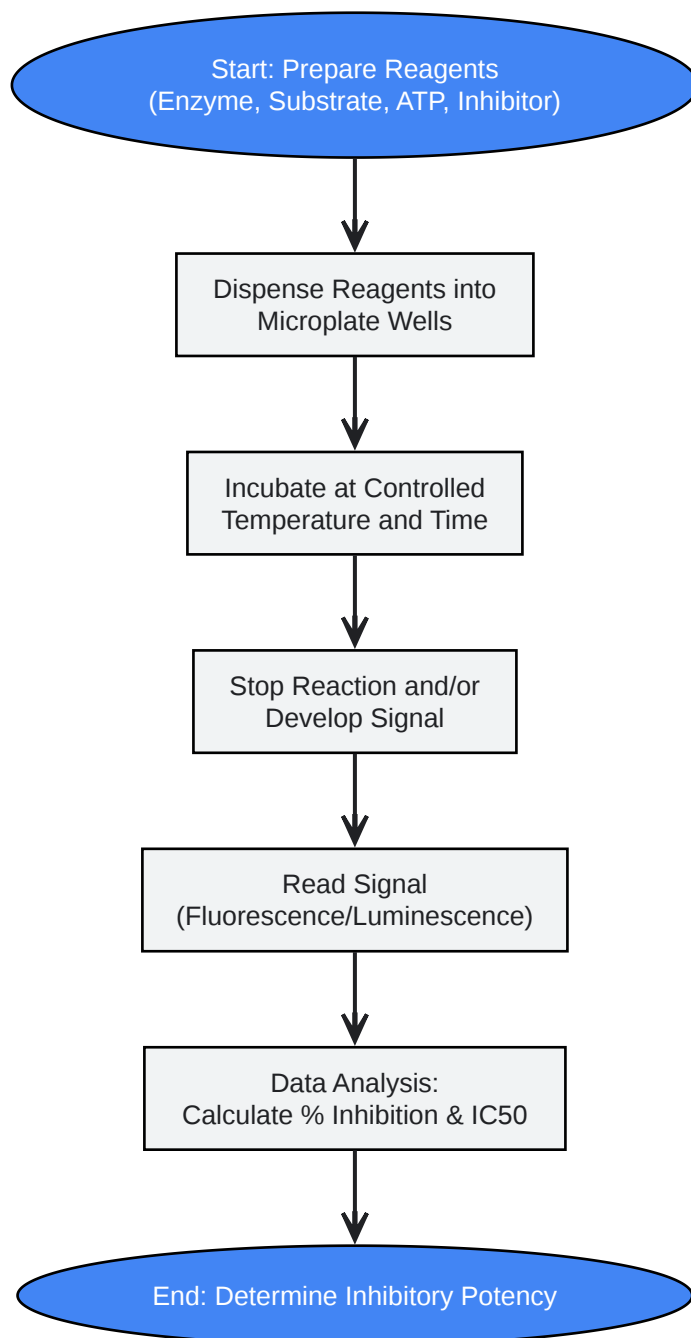 Start: Prepare Reagents
(Enzyme, Substrate, ATP, Inhibitor)
Dispense Reagents into
Microplate Wells
Incubate at Controlled
Temperature and Time
Stop Reaction and/or
Develop Signal
Read Signal
(Fluorescence/Luminescence)
Data Analysis:
Calculate % Inhibition & IC50
End: Determine Inhibitory Potency